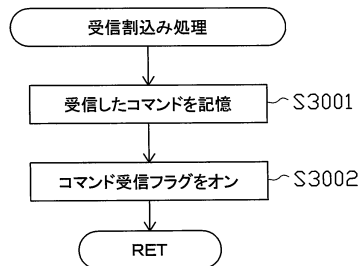 受信割込み処理
受信したコマンドを記憶
S3001
コマンド受信フラグをオン
S3002
RET